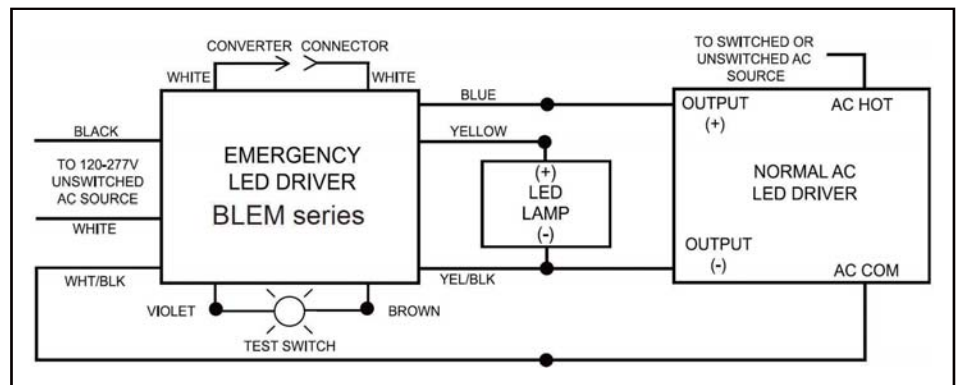 CONVERTER CONNECTOR
WHITE WHITE
TO SWITCHED OR
UNSWITCHED AC
SOURCE
BLACK
TO 120-277V
UNSWITCHED
AC SOURCE
WHITE
WHT/BLK
EMERGENCY
LED DRIVER
BLEM series
BLUE
YELLOW
(+)
LED
LAMP
(-)
YEL/BLK
OUTPUT
(+)
AC HOT
NORMAL AC
LED DRIVER
OUTPUT
(-)
AC COM
VIOLET BROWN
TEST SWITCH